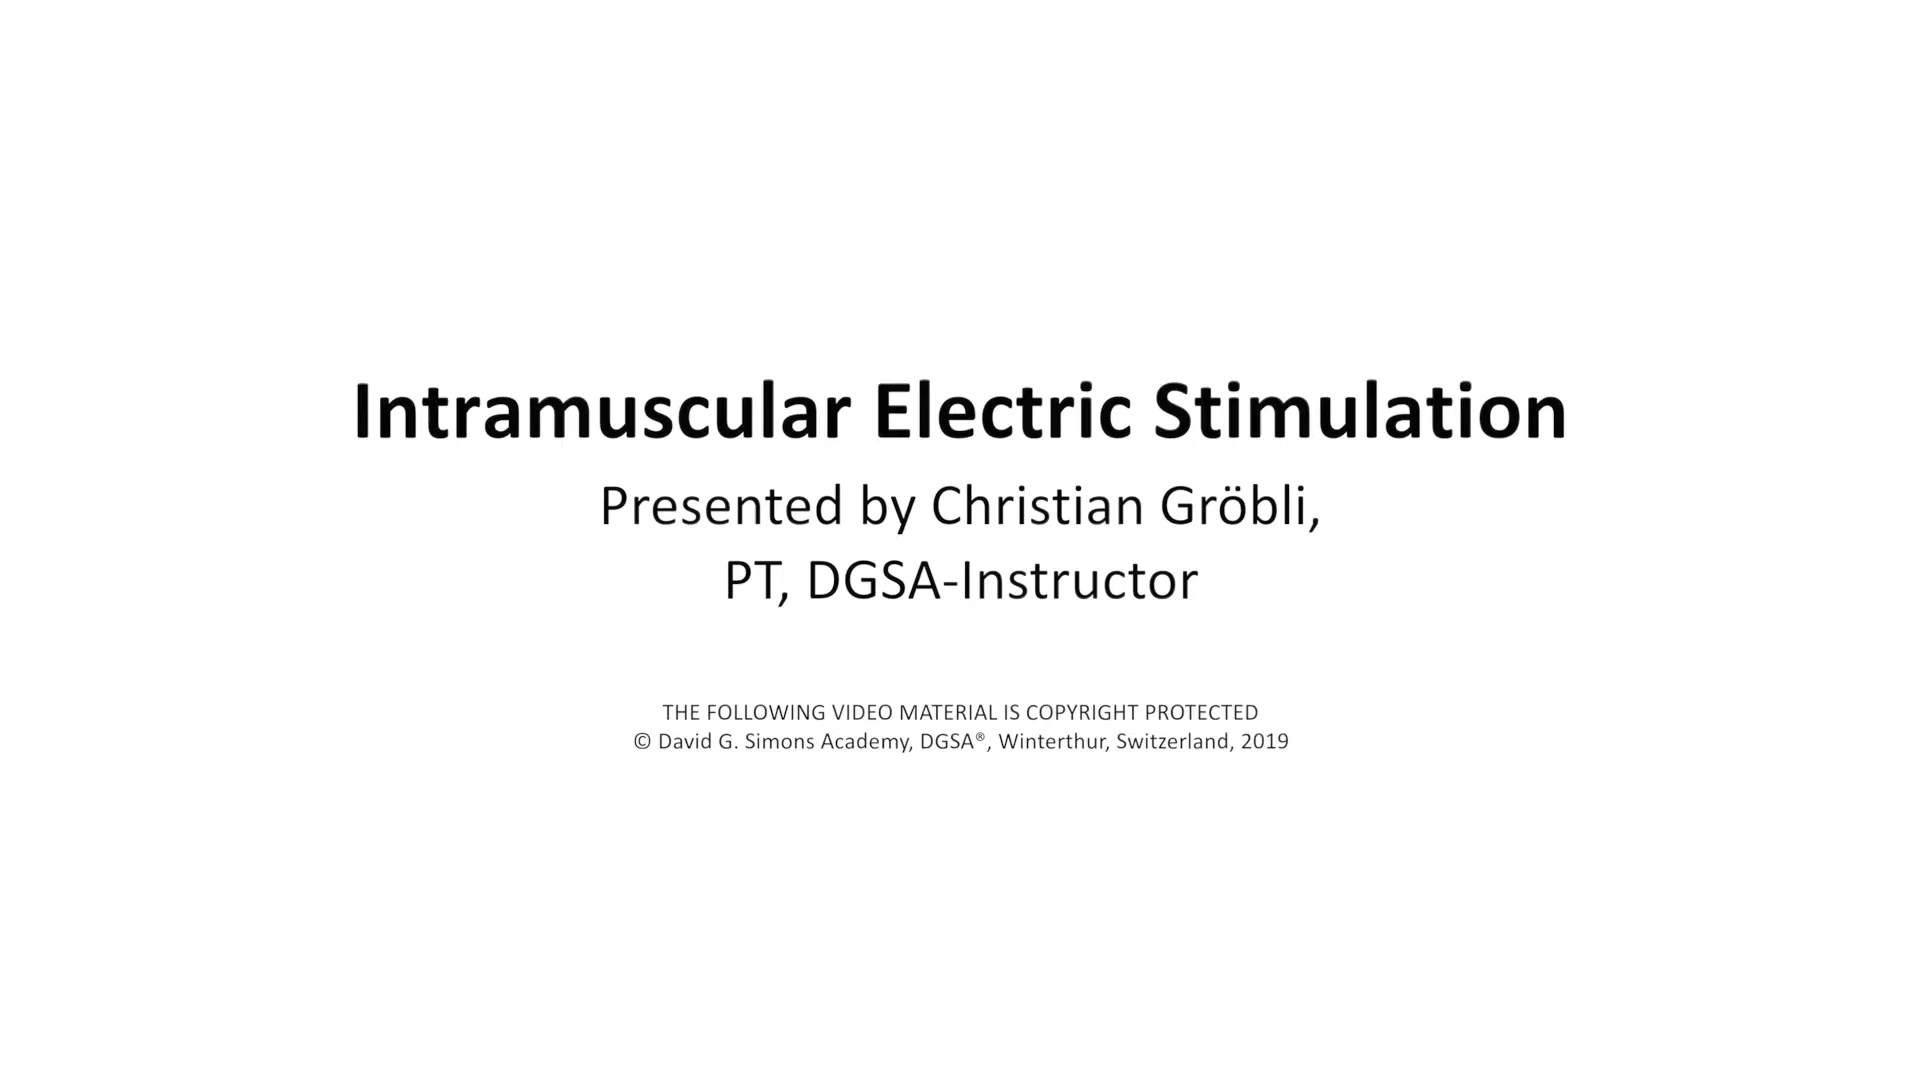 Intramuscular Electric Stimulation
Presented by Christian Gröbli,
PT, DGSA-Instructor
THE FOLLOWING VIDEO MATERIAL IS COPYRIGHT PROTECTED
© David G. Simons Academy, DGSA®, Winterthur, Switzerland, 2019